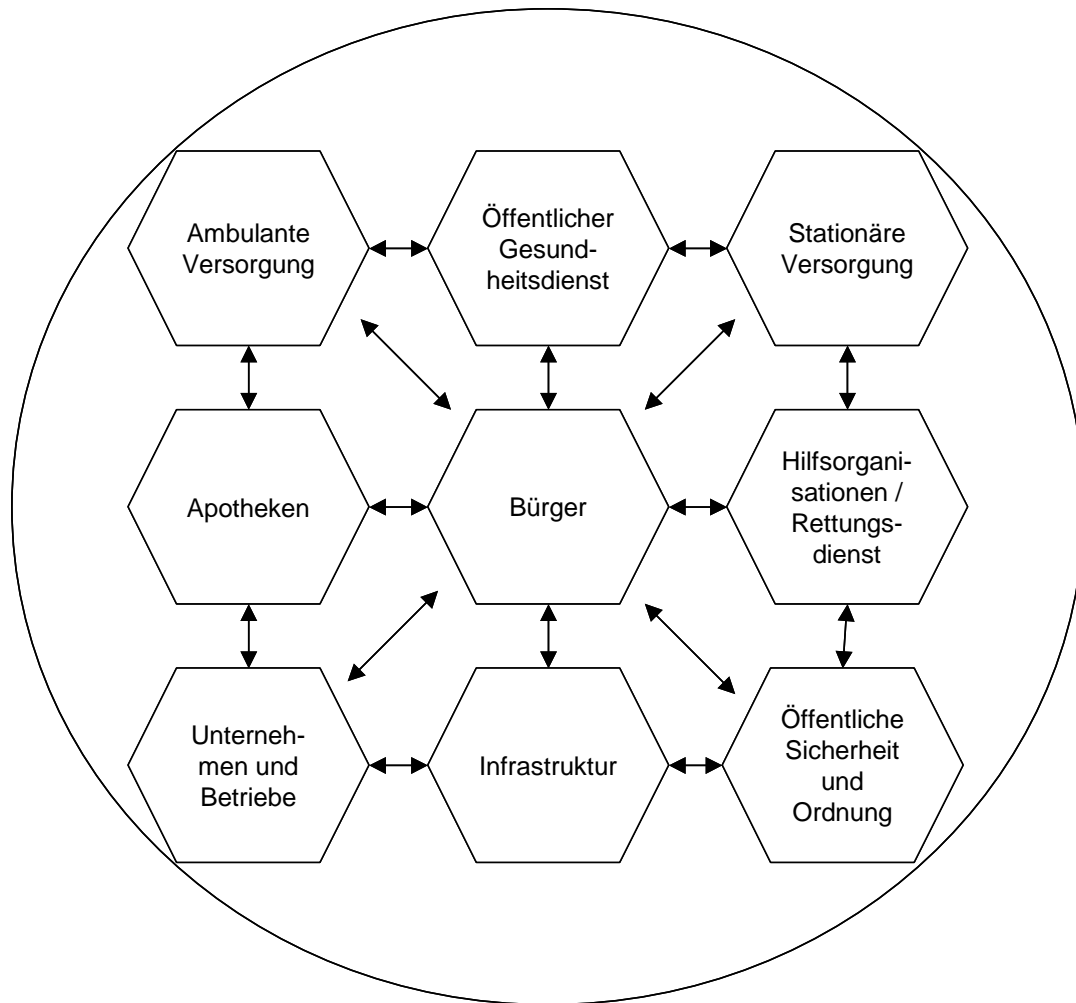 Ambulante
Versorgung
Öffentlicher
Gesund-
heitsdienst
Stationäre
Versorgung
Apotheken
Bürger
Hilfsorgani-
sationen /
Rettungs-
dienst
Unterneh-
men und
Betriebe
Infrastruktur
Öffentliche
Sicherheit
und
Ordnung